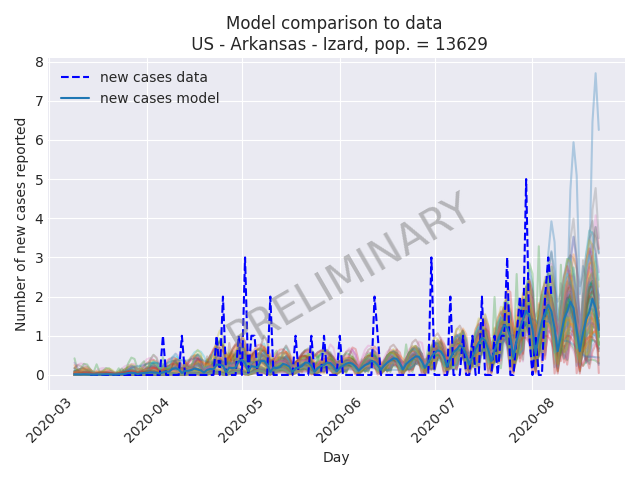 Model comparison to data
US - Arkansas - Izard, pop. = 13629
8
7
6
5
4
3
2
1
0
Number of new cases reported
new cases data
new cases model
PRELIMINARY
2020-03
2020-04
2020-05
2020-06
2020-07
2020-08
Day